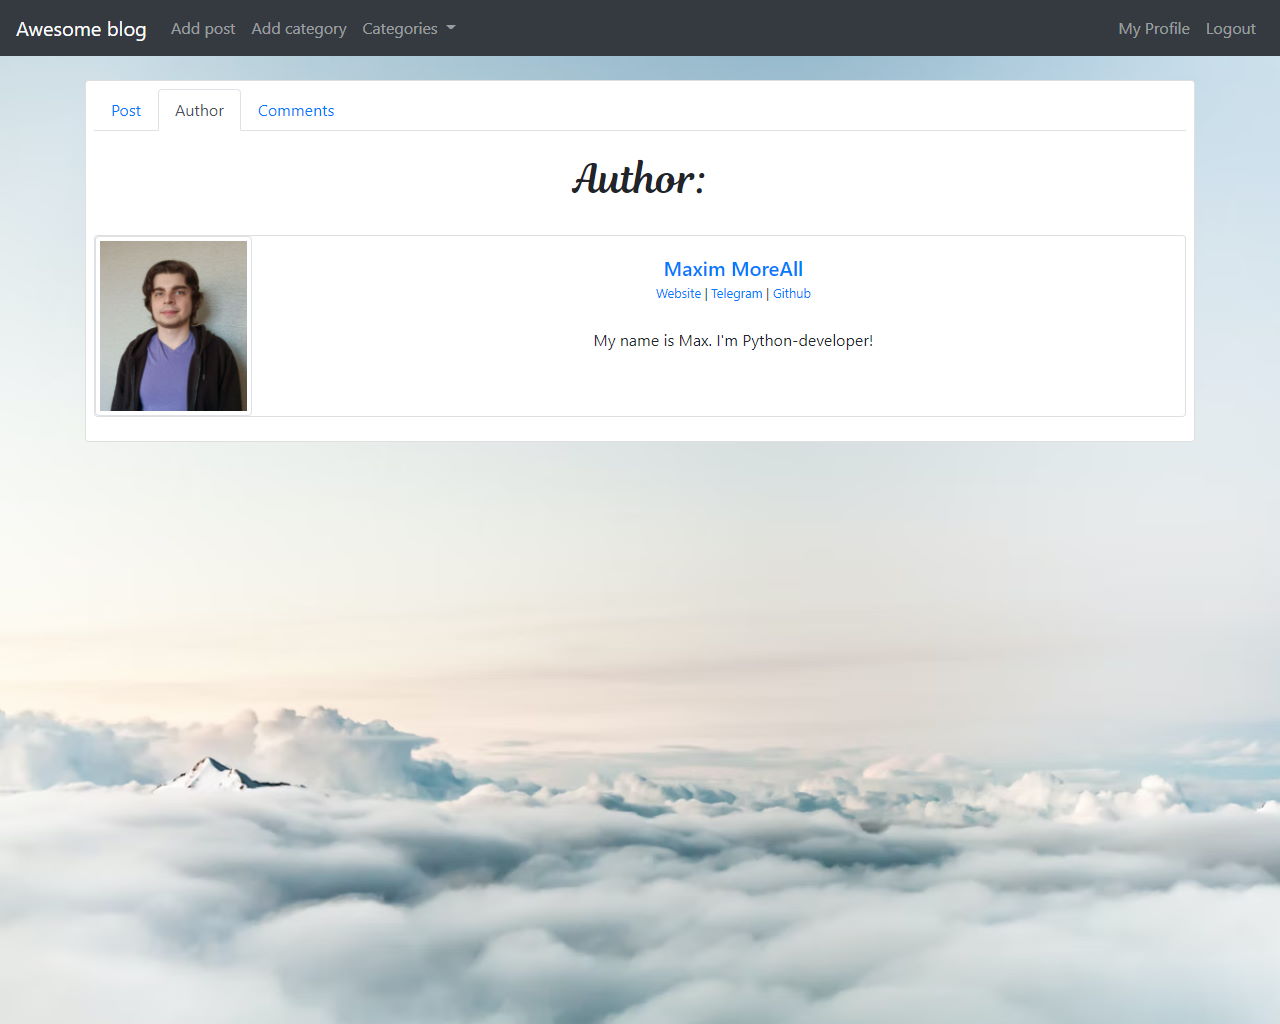 Awesome blog Add post Add category Categories My Profile Logout
Post Author Comments
Author:
Maxim MoreAll
Website | Telegram | Github
My name is Max. I'm Python-developer!